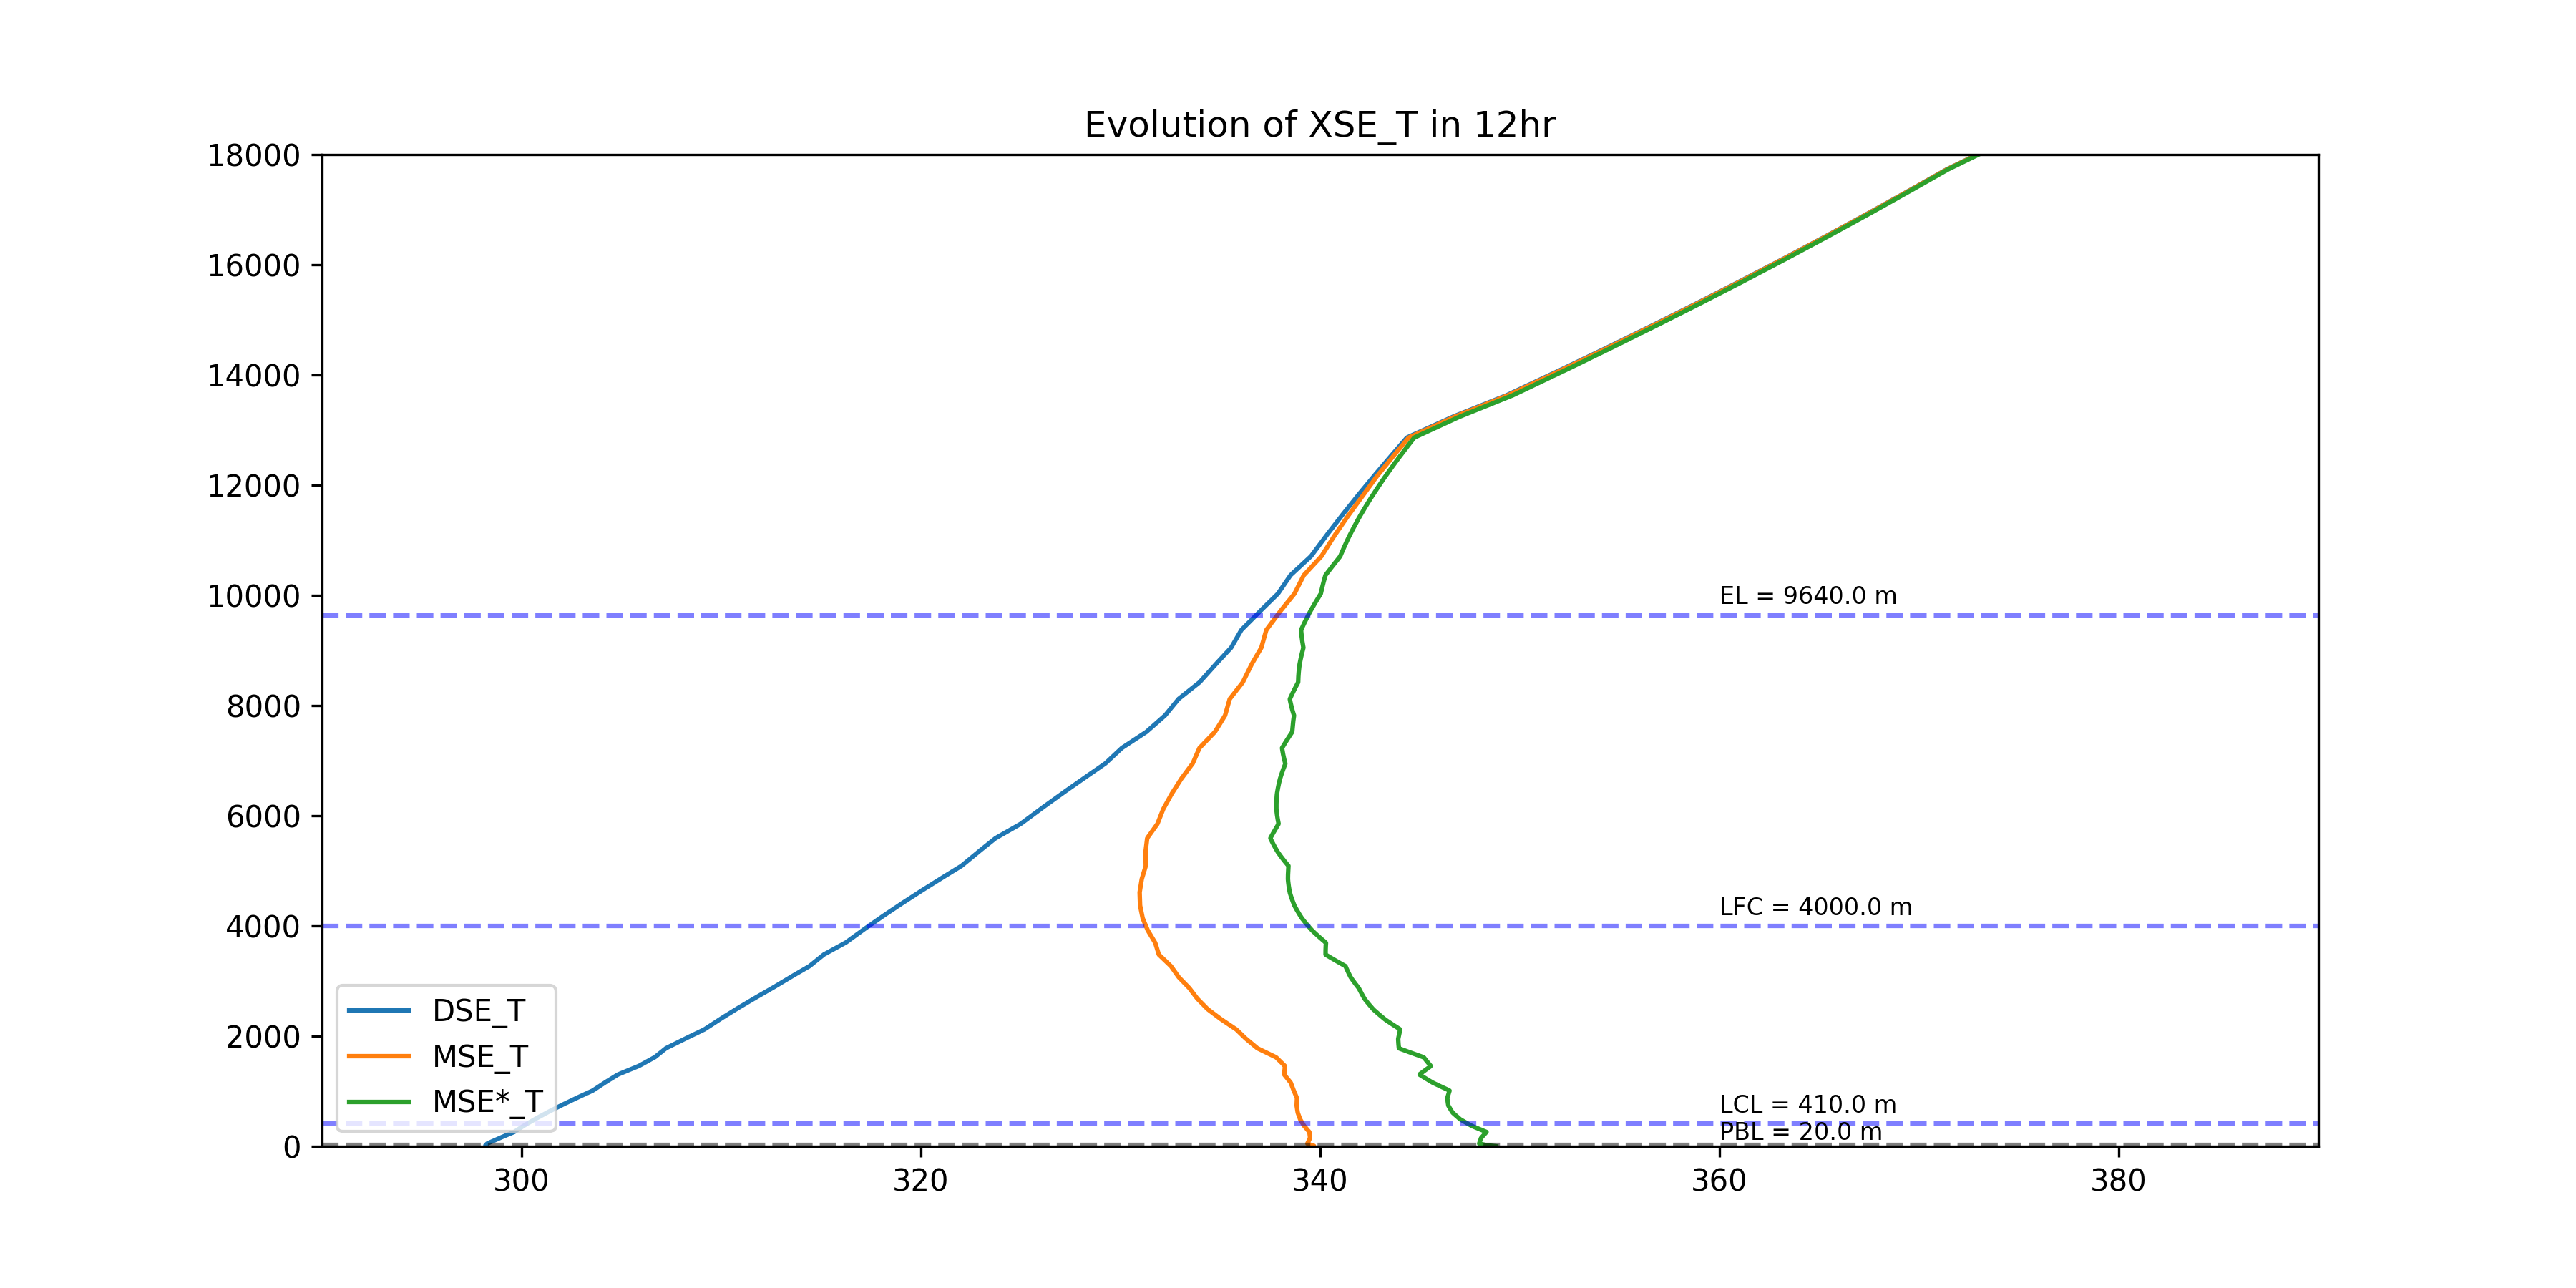 Evolution of XSE_T in 12hr
18000
16000
14000
12000
10000
8000
6000
4000
2000
0
EL = 9640.0 m
LFC = 4000.0 m
LCL = 410.0 m
PBL = 20.0 m
DSE_T
MSE_T
MSE*_T
300 320 340 360 380